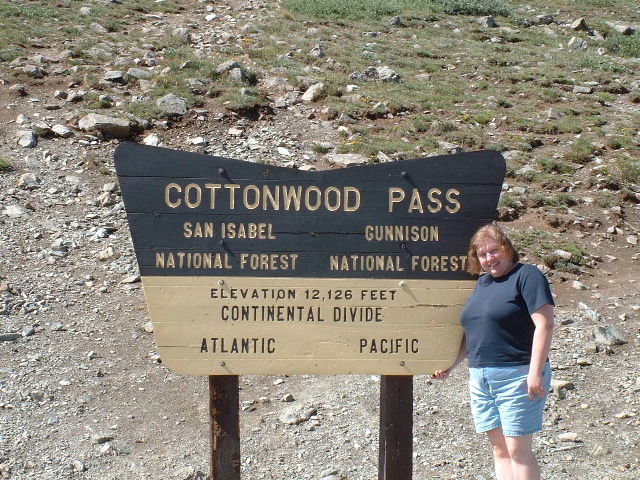 COTTONWOOD PASS
SAN ISABEL GUNNISON
NATIONAL FOREST NATIONAL FOREST
ELEVATION 12,126 FEET
CONTINENTAL DIVIDE
ATLANTIC PACIFIC